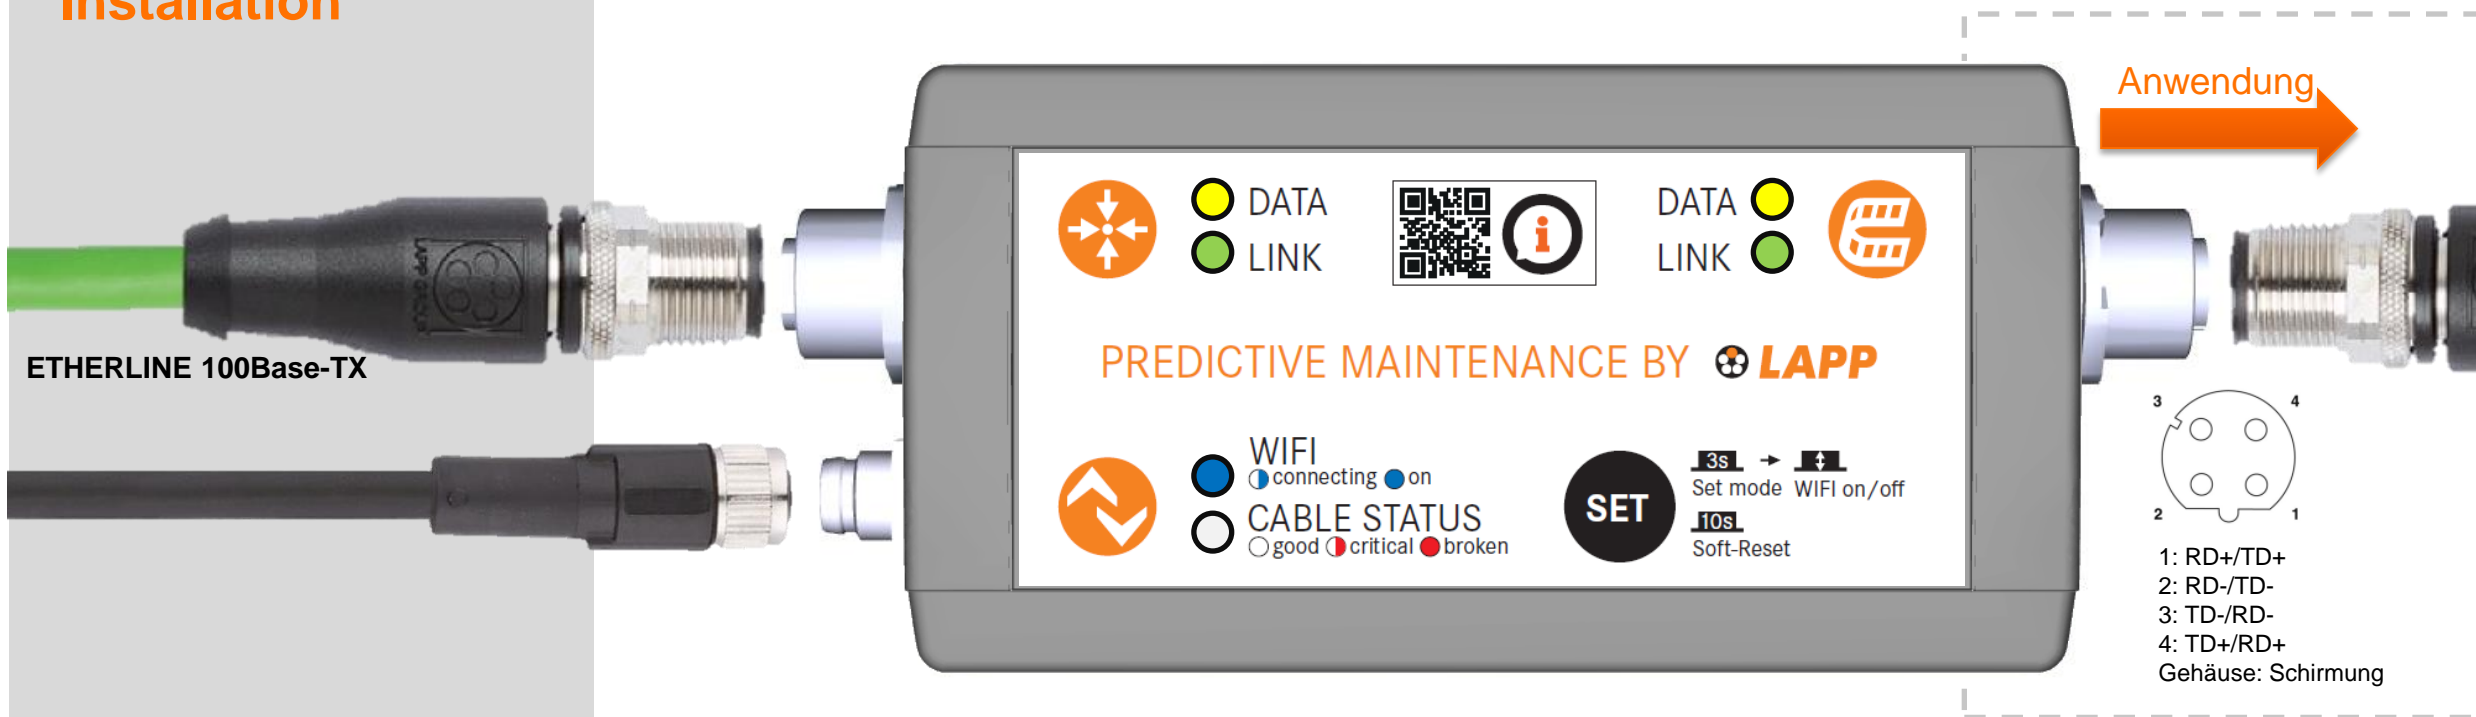 Installation
Anwendung
DATA
LINK
DATA
LINK
ETHERLINE 100Base-TX
PREDICTIVE MAINTENANCE BY LAPP
WIFI
connecting on
CABLE STATUS
good critical broken
SET
3s
Set mode WIFI on/off
10s
Soft-Reset
3 4
2 1
1: RD+/TD+
2: RD-/TD-
3: TD-/RD-
4: TD+/RD+
Gehäuse: Schirmung